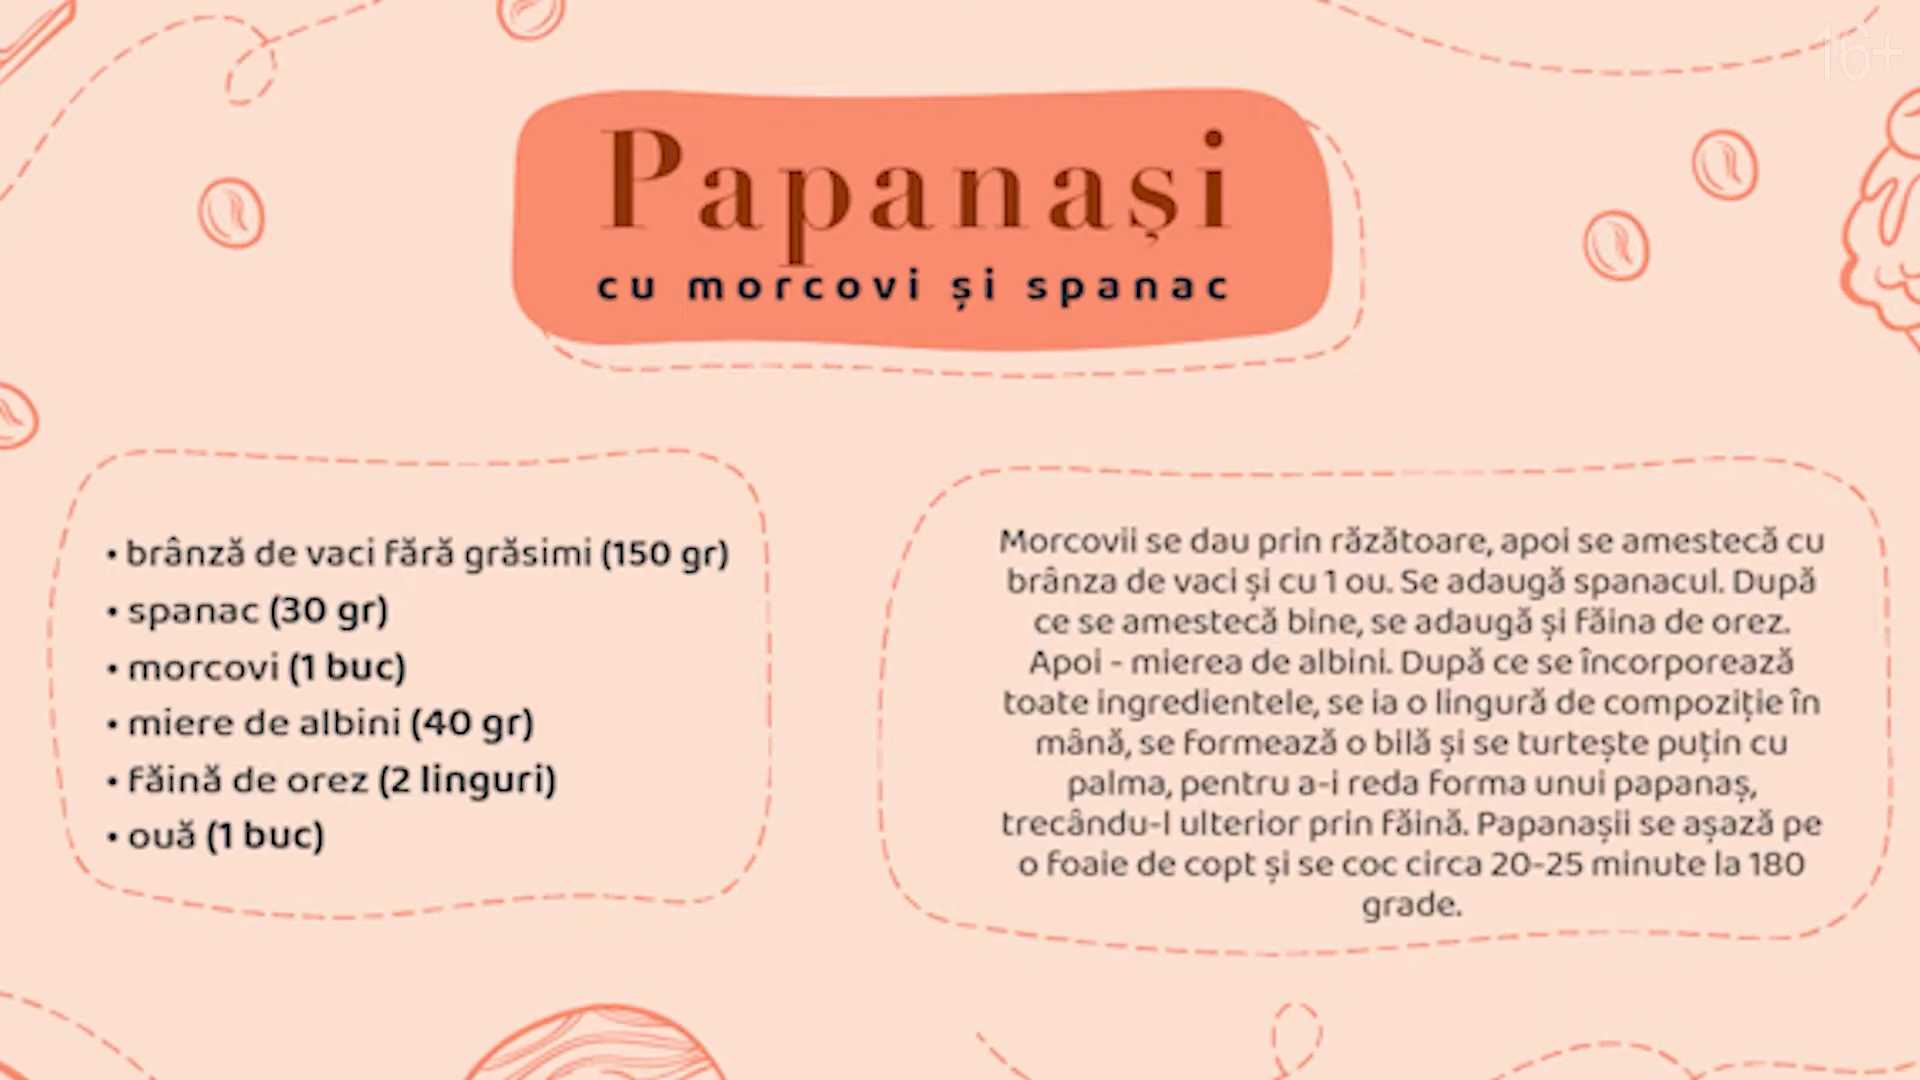 16+
Papanași
cu morcovi și spanac
• brânză de vaci fără grăsimi (150 gr)
• spanac (30 gr)
• morcovi (1 buc)
• miere de albini (40 gr)
• făină de orez (2 linguri)
• ouă (1 buc)
Morcovii se dau prin răzătoare, apoi se amestecă cu
brânza de vaci și cu 1 ou. Se adaugă spanacul. După
ce se amestecă bine, se adaugă și făina de orez.
Apoi - mierea de albini. După ce se încorporează
toate ingredientele, se ia o lingură de compoziție în
mână, se formează o bilă și se turtește puțin cu
palma, pentru a-i reda forma unui papanaș,
trecându-l ulterior prin făină. Papanașii se așază pe
o foaie de copt și se coc circa 20-25 minute la 180
grade.